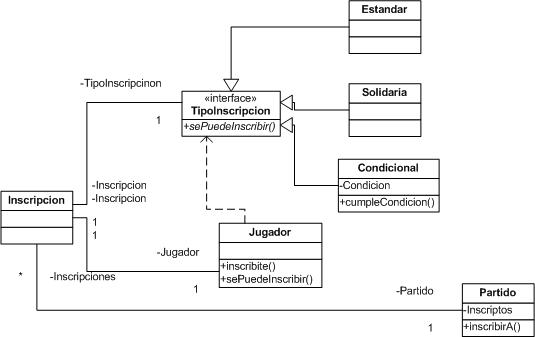 Estandar
-TipoInscripcinon
«interface»
TipoInscripcion
+sePuedeInscribir()
1
Solidaria
Condicional
-Condicion
+cumpleCondicion()
-Inscripcion
-Inscripcion
Inscripcion
1
1
Jugador
+inscribite()
+sePuedeInscribir()
-Jugador
1
*
-Inscripciones
-Partido
1
Partido
-Inscriptos
+inscribirA()